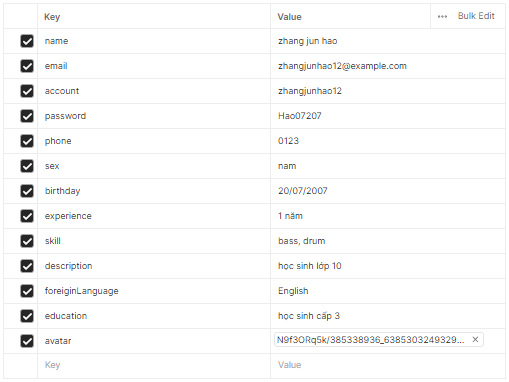 Key Value ••• Bulk Edit
name zhang jun hao
email zhangjunhao12@example.com
account zhangjunhao12
password Hao07207
phone 0123
sex nam
birthday 20/07/2007
experience 1 năm
skill bass, drum
description học sinh lớp 10
foreiginLanguage English
education học sinh cấp 3
avatar N9f3ORq5k/385338936_6385303249329... ×
Key Value